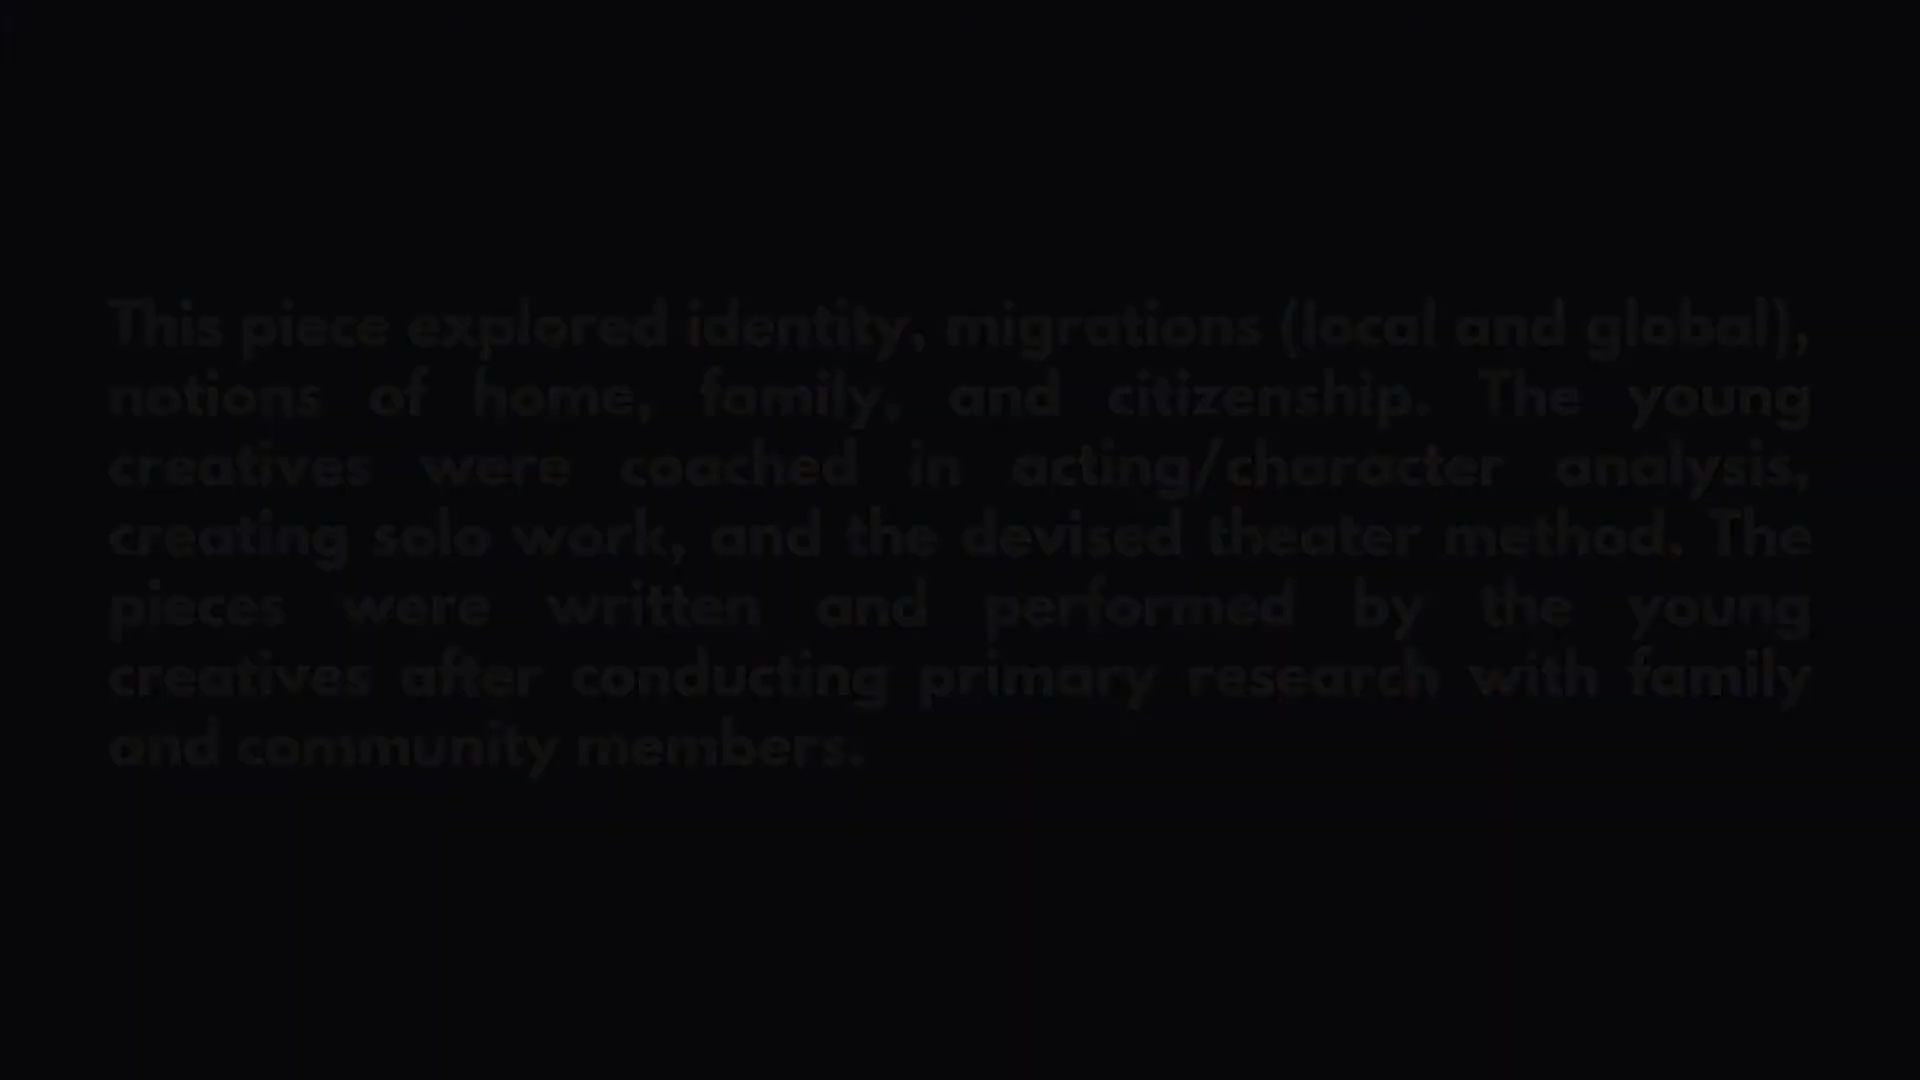 This piece explored identity, migrations (local and global),
notions of home, family, and citizenship. The young
creatives were coached in acting/character analysis,
creating solo work, and the devised theater method. The
pieces were written and performed by the young
creatives after conducting primary research with family
and community members.